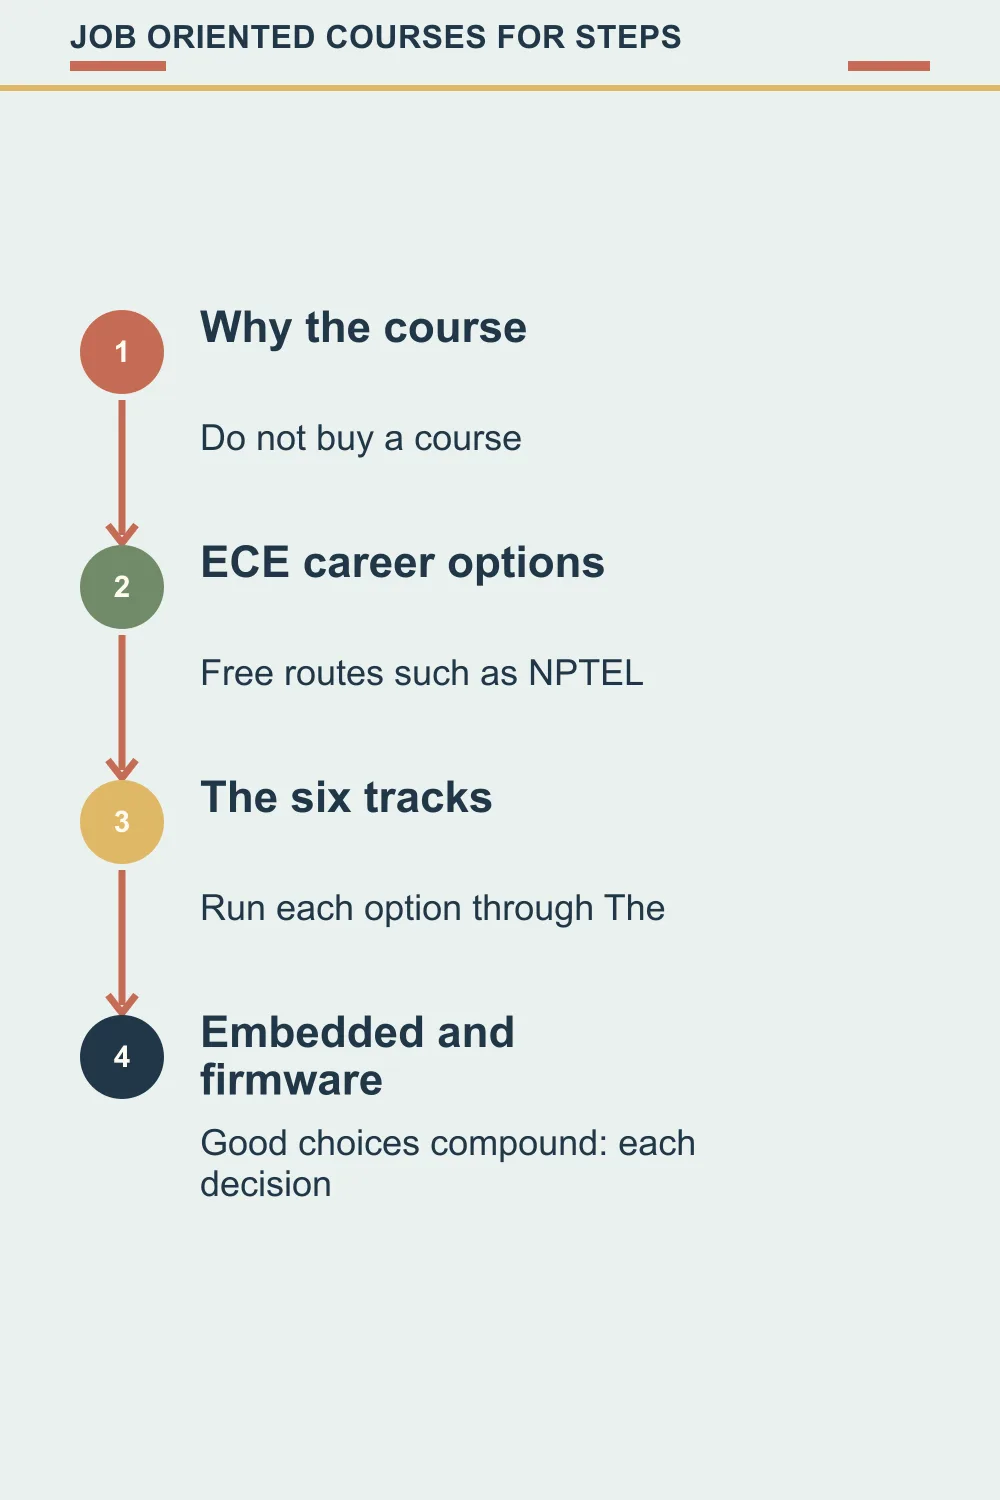 JOB ORIENTED COURSES FOR STEPS
1
Why the course
Do not buy a course
2
ECE career options
Free routes such as NPTEL
3
The six tracks
Run each option through The
4
Embedded and
firmware
Good choices compound: each
decision